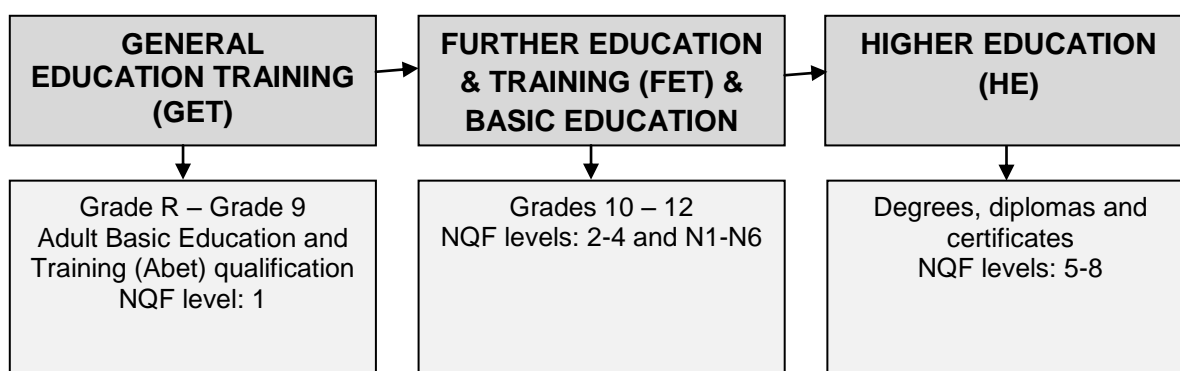 GENERAL
EDUCATION TRAINING
(GET)
FURTHER EDUCATION
& TRAINING (FET) &
BASIC EDUCATION
HIGHER EDUCATION
(HE)
Grade R – Grade 9
Adult Basic Education and
Training (Abet) qualification
NQF level: 1
Grades 10 – 12
NQF levels: 2-4 and N1-N6
Degrees, diplomas and
certificates
NQF levels: 5-8